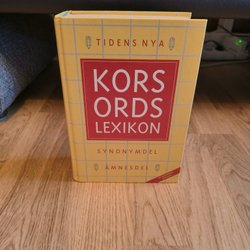 TIDENS NYA
KORS
ORDS
LEXIKON
SYNONYMDEL
ÄMNESDEL